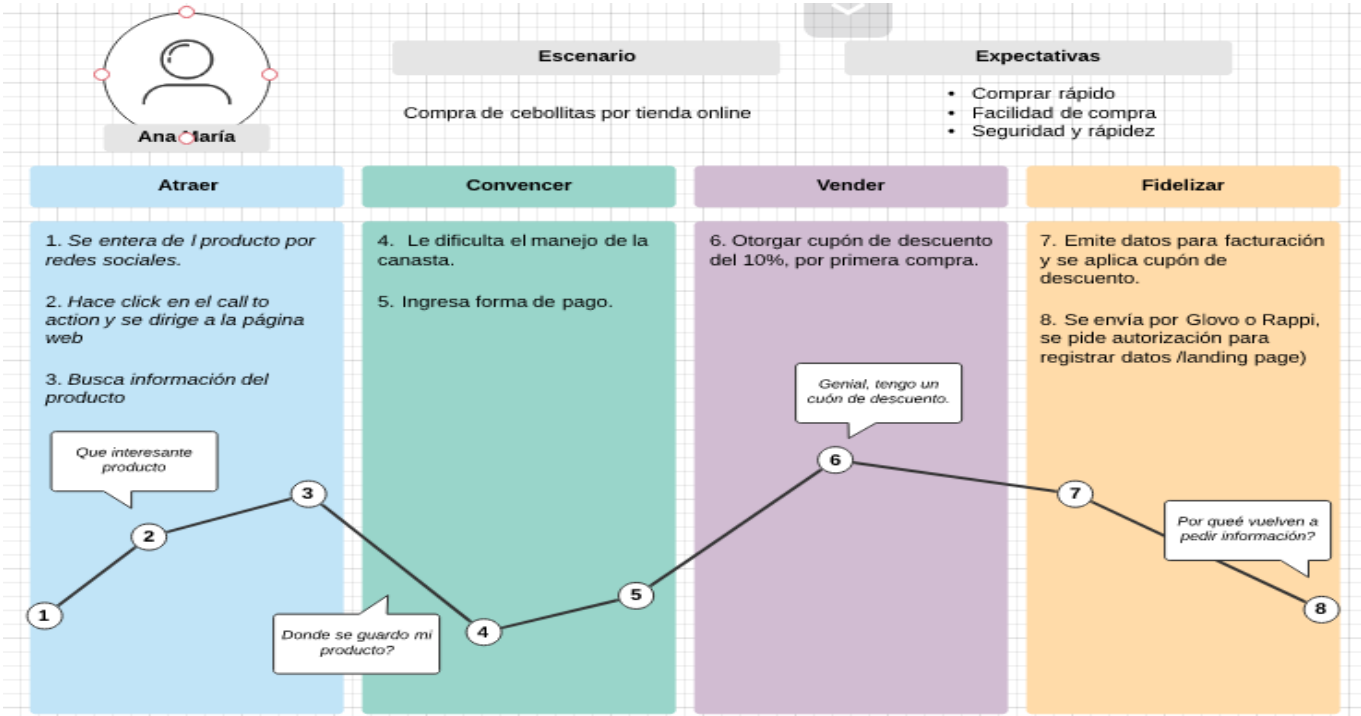 Ana María
Escenario
Compra de cebollitas por tienda online
Expectativas
• Comprar rápido
• Facilidad de compra
• Seguridad y rápidez
Atraer
1. Se entera de l producto por
redes sociales.
2. Hace click en el call to
action y se dirige a la página
web
3. Busca información del
producto
Convencer
4. Le dificulta el manejo de la
canasta.
5. Ingresa forma de pago.
Vender
6. Otorgar cupón de descuento
del 10%, por primera compra.
Fidelizar
7. Emite datos para facturación
y se aplica cupón de
descuento.
8. Se envía por Glovo o Rappi,
se pide autorización para
registrar datos /landing page)
Que interesante
producto
Donde se guardo mi
producto?
Genial, tengo un
cuón de descuento.
Por queé vuelven a
pedir información?
1
2
3
4
5
6
7
8